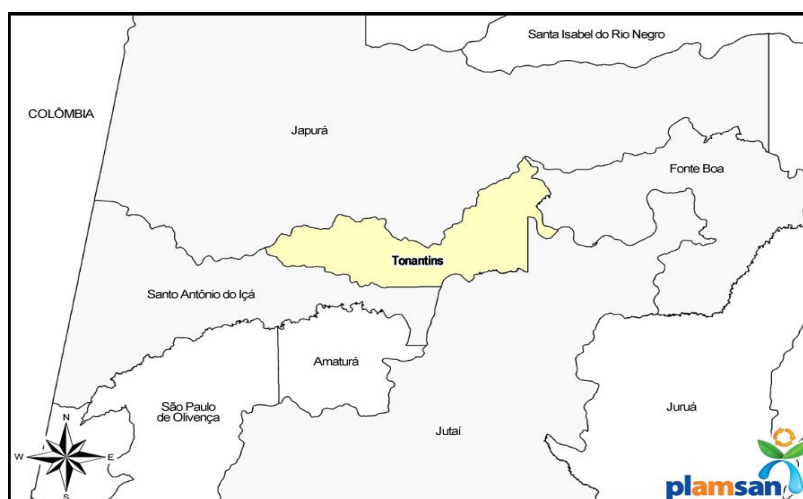 Santa Isabel do Rio Negro
COLÔMBIA
Japurá
Fonte Boa
Tonantins
Santo Antônio do Içá
Amaturá
São Paulo
de Olivença
Juruá
Jutaí
N
W
E
S
plamsan